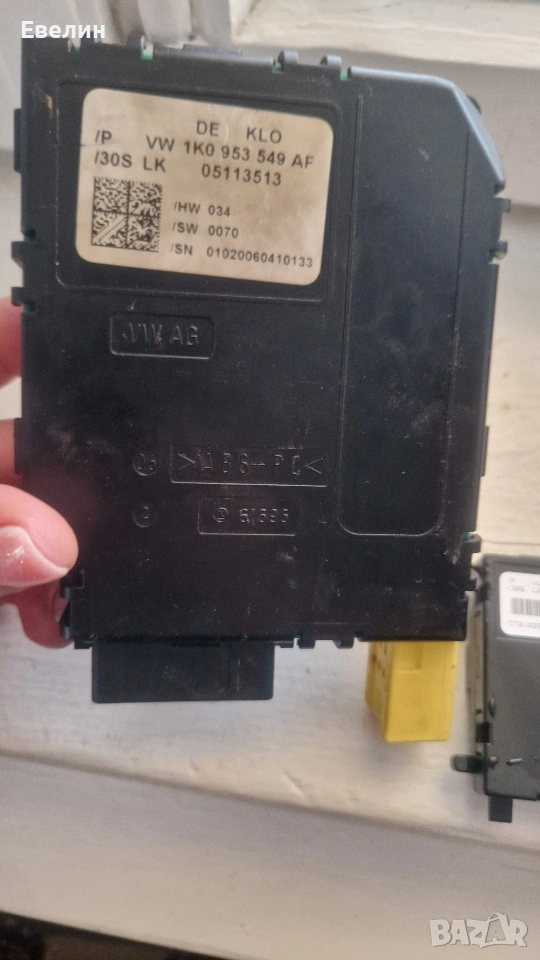 Евелин
DE KLO
/P VW 1K0 953 549 AF
/30S LK 05113513
/HW 034
/SW 0070
/SN 01020060410133
VW AG
>ABS-PC<
BAZAR